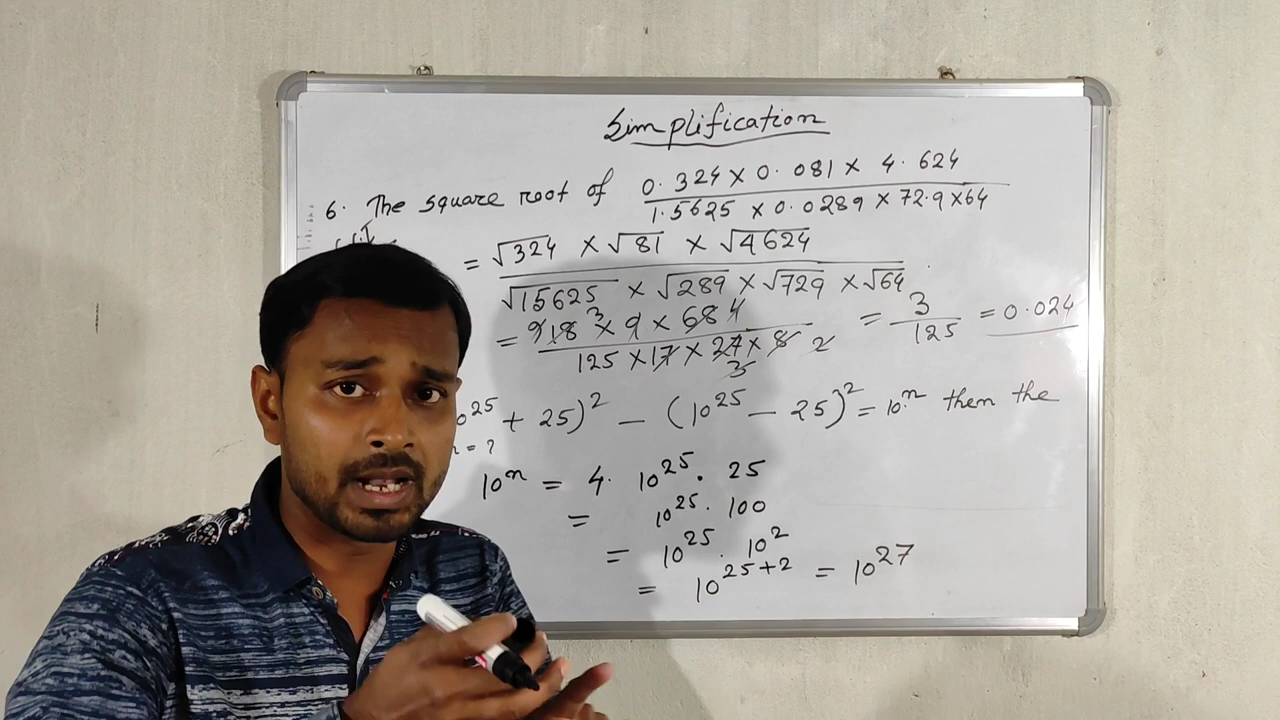 Simplification
6. The square root of 0.324 × 0.081 × 4.624 / 1.5625 × 0.0289 × 72.9 × 64
= √324 × √81 × √4624 / √15625 × √289 × √729 × √64
= 18 × 9 × 684 / 125 × 17 × 27 × 8 = 3 / 125 = 0.024
+ 25)² — (10²⁵ — 25)² = 10ⁿ then the
= ?
10ⁿ = 4. 10²⁵ . 25
= 10²⁵ . 100
= 10²⁵ . 10²
= 10²⁵⁺² = 10²⁷